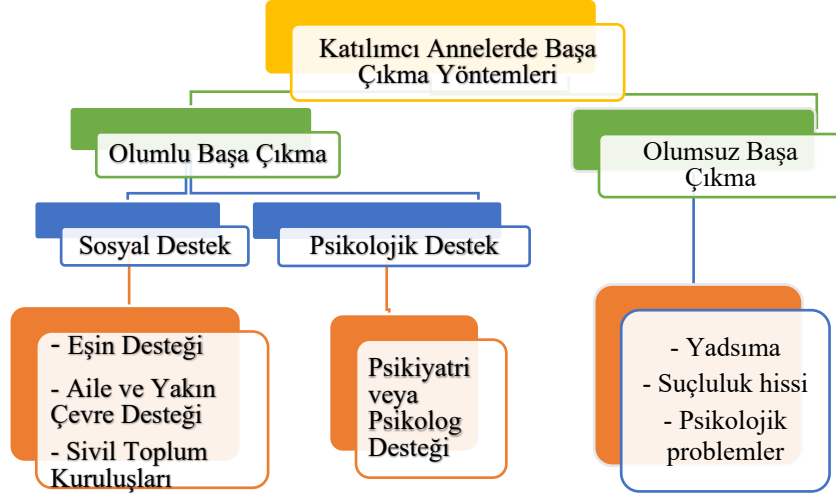 Katılımcı Annelerde Başa
Çıkma Yöntemleri
Olumlu Başa Çıkma
Olumsuz Başa
Çıkma
Sosyal Destek
Psikolojik Destek
- Eşin Desteği
- Aile ve Yakın
Çevre Desteği
- Sivil Toplum
Kuruluşları
Psikiyatri
veya
Psikolog
Desteği
- Yadsıma
- Suçluluk hissi
- Psikolojik
problemler